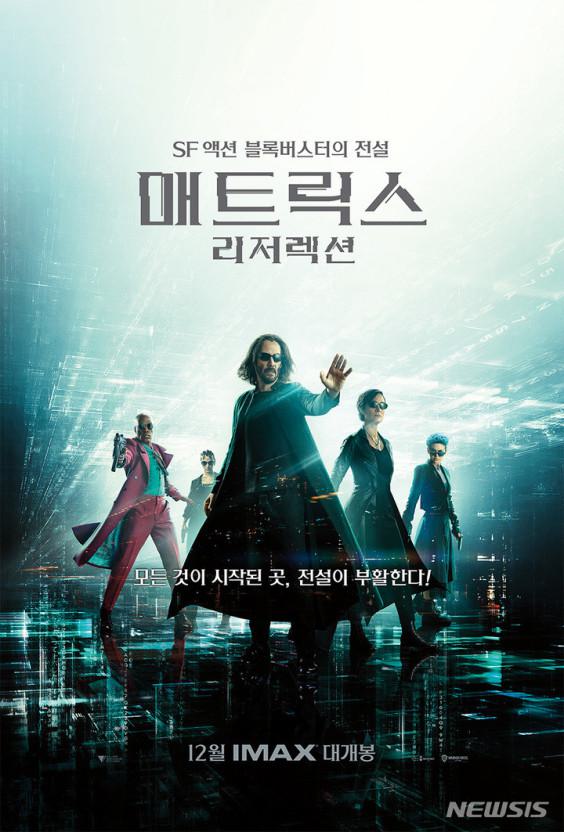 SF 액션 블록버스터의 전설
매트릭스
리저렉션
모든 것이 시작된 곳, 전설이 부활한다!
12월 IMAX 대개봉
NEWSIS